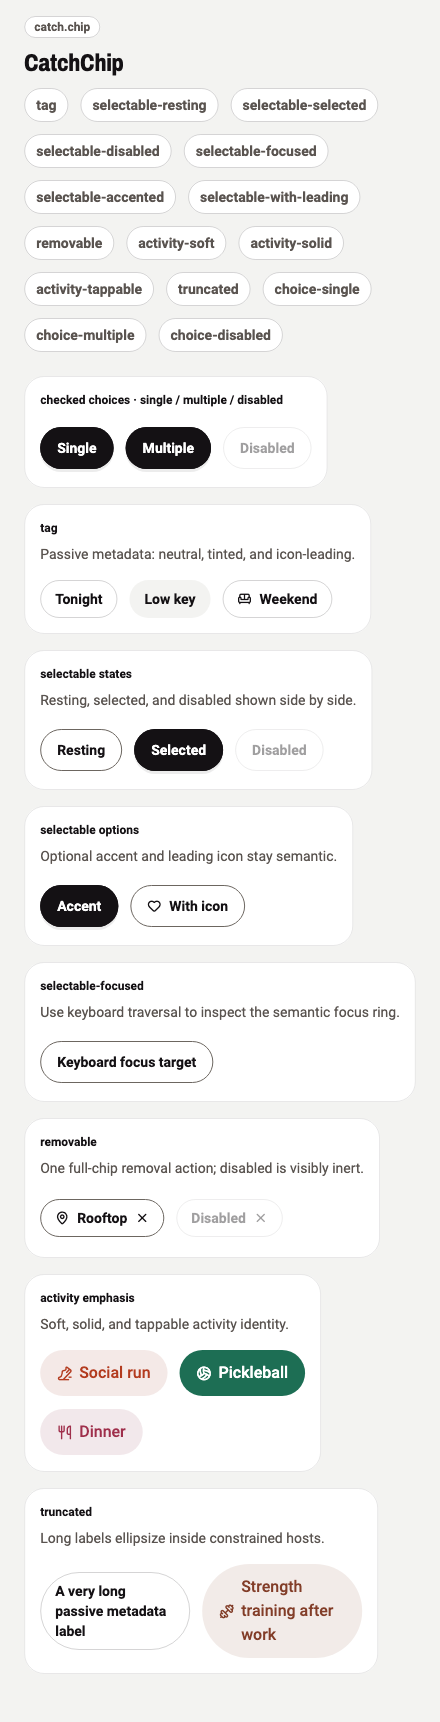 catch.chip
CatchChip
tag selectable-resting selectable-selected
selectable-disabled selectable-focused
selectable-accented selectable-with-leading
removable activity-soft activity-solid
activity-tappable truncated choice-single
choice-multiple choice-disabled
checked choices · single / multiple / disabled
Single Multiple Disabled
tag
Passive metadata: neutral, tinted, and icon-leading.
Tonight Low key Weekend
selectable states
Resting, selected, and disabled shown side by side.
Resting Selected Disabled
selectable options
Optional accent and leading icon stay semantic.
Accent With icon
selectable-focused
Use keyboard traversal to inspect the semantic focus ring.
Keyboard focus target
removable
One full-chip removal action; disabled is visibly inert.
Rooftop Disabled
activity emphasis
Soft, solid, and tappable activity identity.
Social run Pickleball
Dinner
truncated
Long labels ellipsize inside constrained hosts.
A very long
passive metadata
label
Strength
training after
work